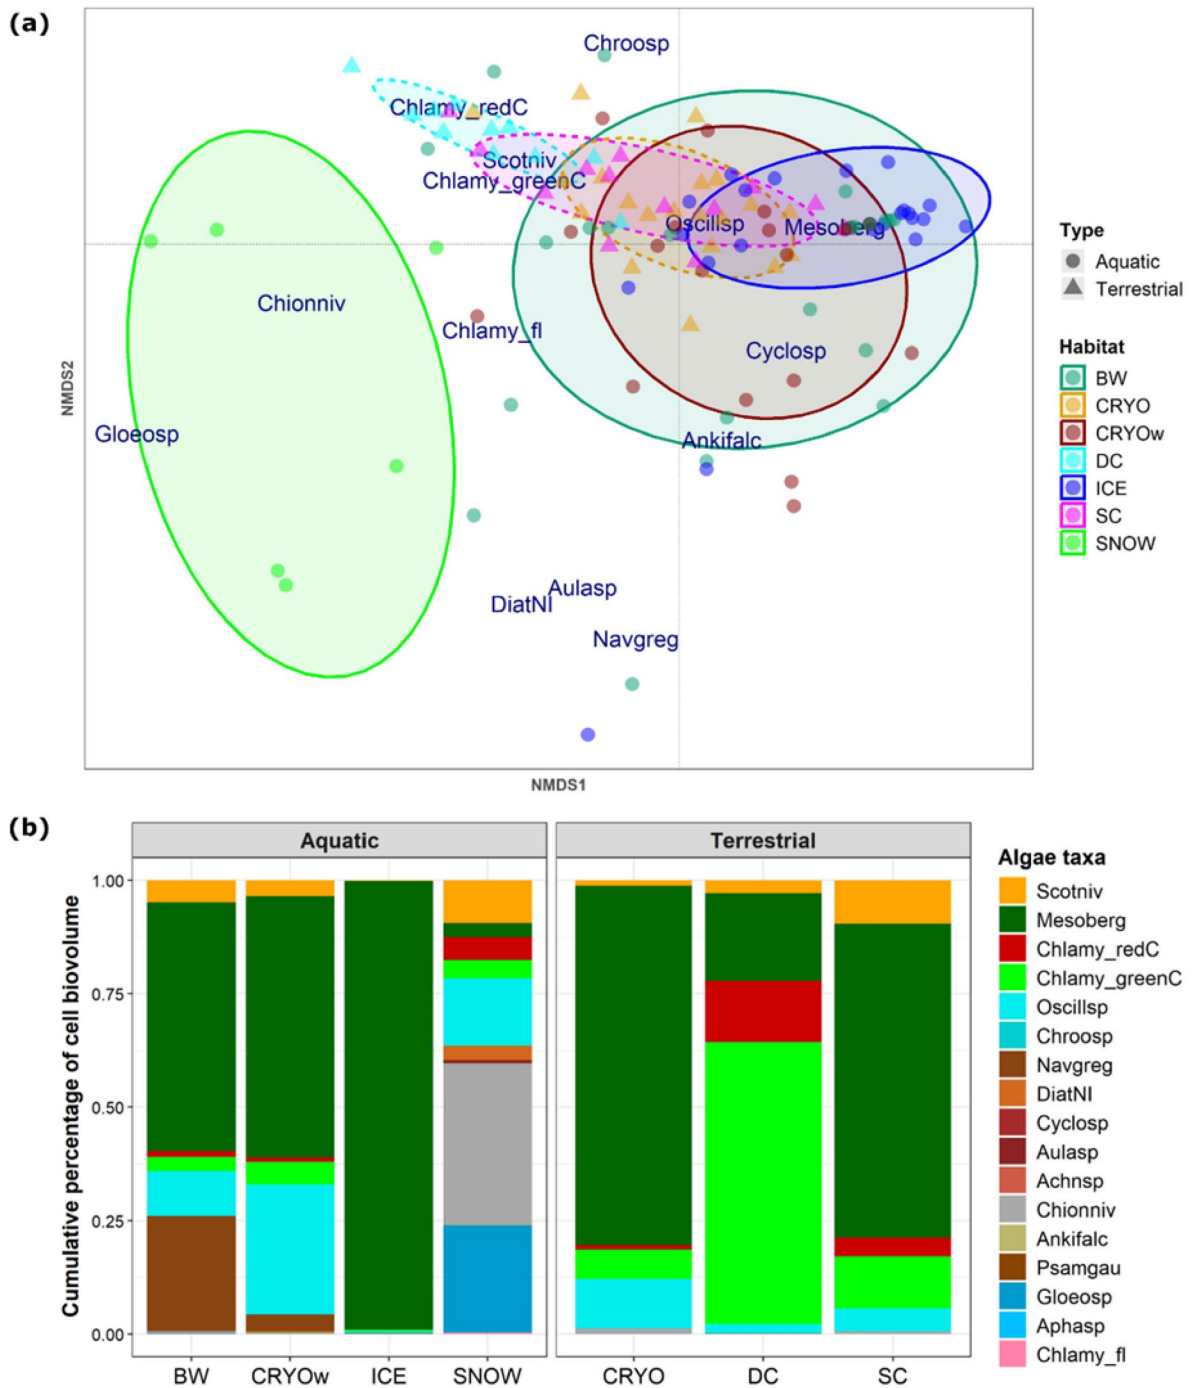 (a)
Chroosp
Chlamy_redC
Scotniv
Chlamy_greenC
Oscillsp
Mesoberg
Chionniv
Chlamy_fl
Cyclosp
Gloeosp
Ankifalc
Aulasp
DiatNI
Navgreg
NMDS2
NMDS1
Type
Aquatic
Terrestrial
Habitat
BW
CRYO
CRYOw
DC
ICE
SC
SNOW
(b)
Aquatic
Terrestrial
Cumulative percentage of cell biovolume
1.00
0.75
0.50
0.25
0.00
BW CRYOw ICE SNOW CRYO DC SC
Algae taxa
Scotniv
Mesoberg
Chlamy_redC
Chlamy_greenC
Oscillsp
Chroosp
Navgreg
DiatNI
Cyclosp
Aulasp
Achnsp
Chionniv
Ankifalc
Psamgau
Gloeosp
Aphasp
Chlamy_fl